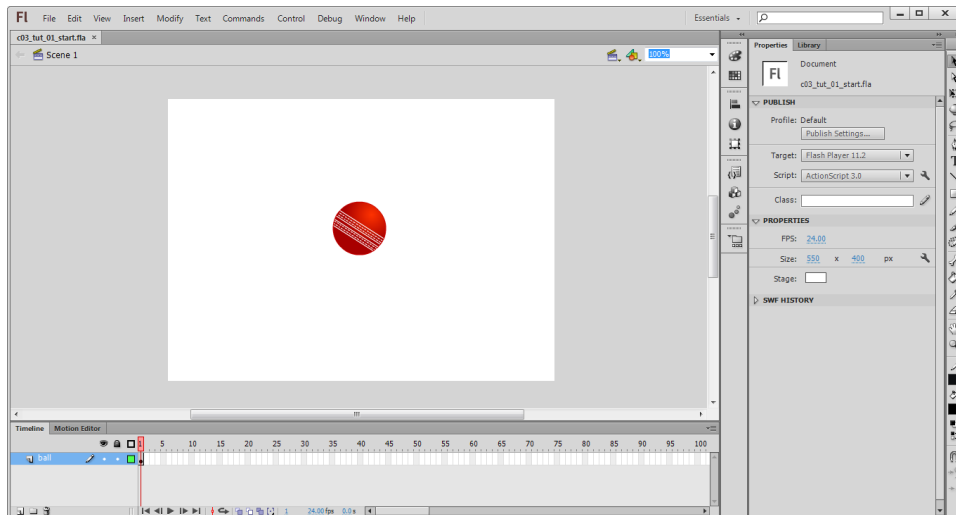 Fl File Edit View Insert Modify Text Commands Control Debug Window Help Essentials
c03_tut_01_start.fla ×
Scene 1 100%
Properties Library
Fl Document
c03_tut_01_start.fla
PUBLISH
Profile: Default
Publish Settings...
Target: Flash Player 11.2
Script: ActionScript 3.0
Class:
PROPERTIES
FPS: 24.00
Size: 550 x 400 px
Stage:
SWF HISTORY
Timeline Motion Editor
1 5 10 15 20 25 30 35 40 45 50 55 60 65 70 75 80 85 90 95 100
ball
1 24.00 fps 0.0 s